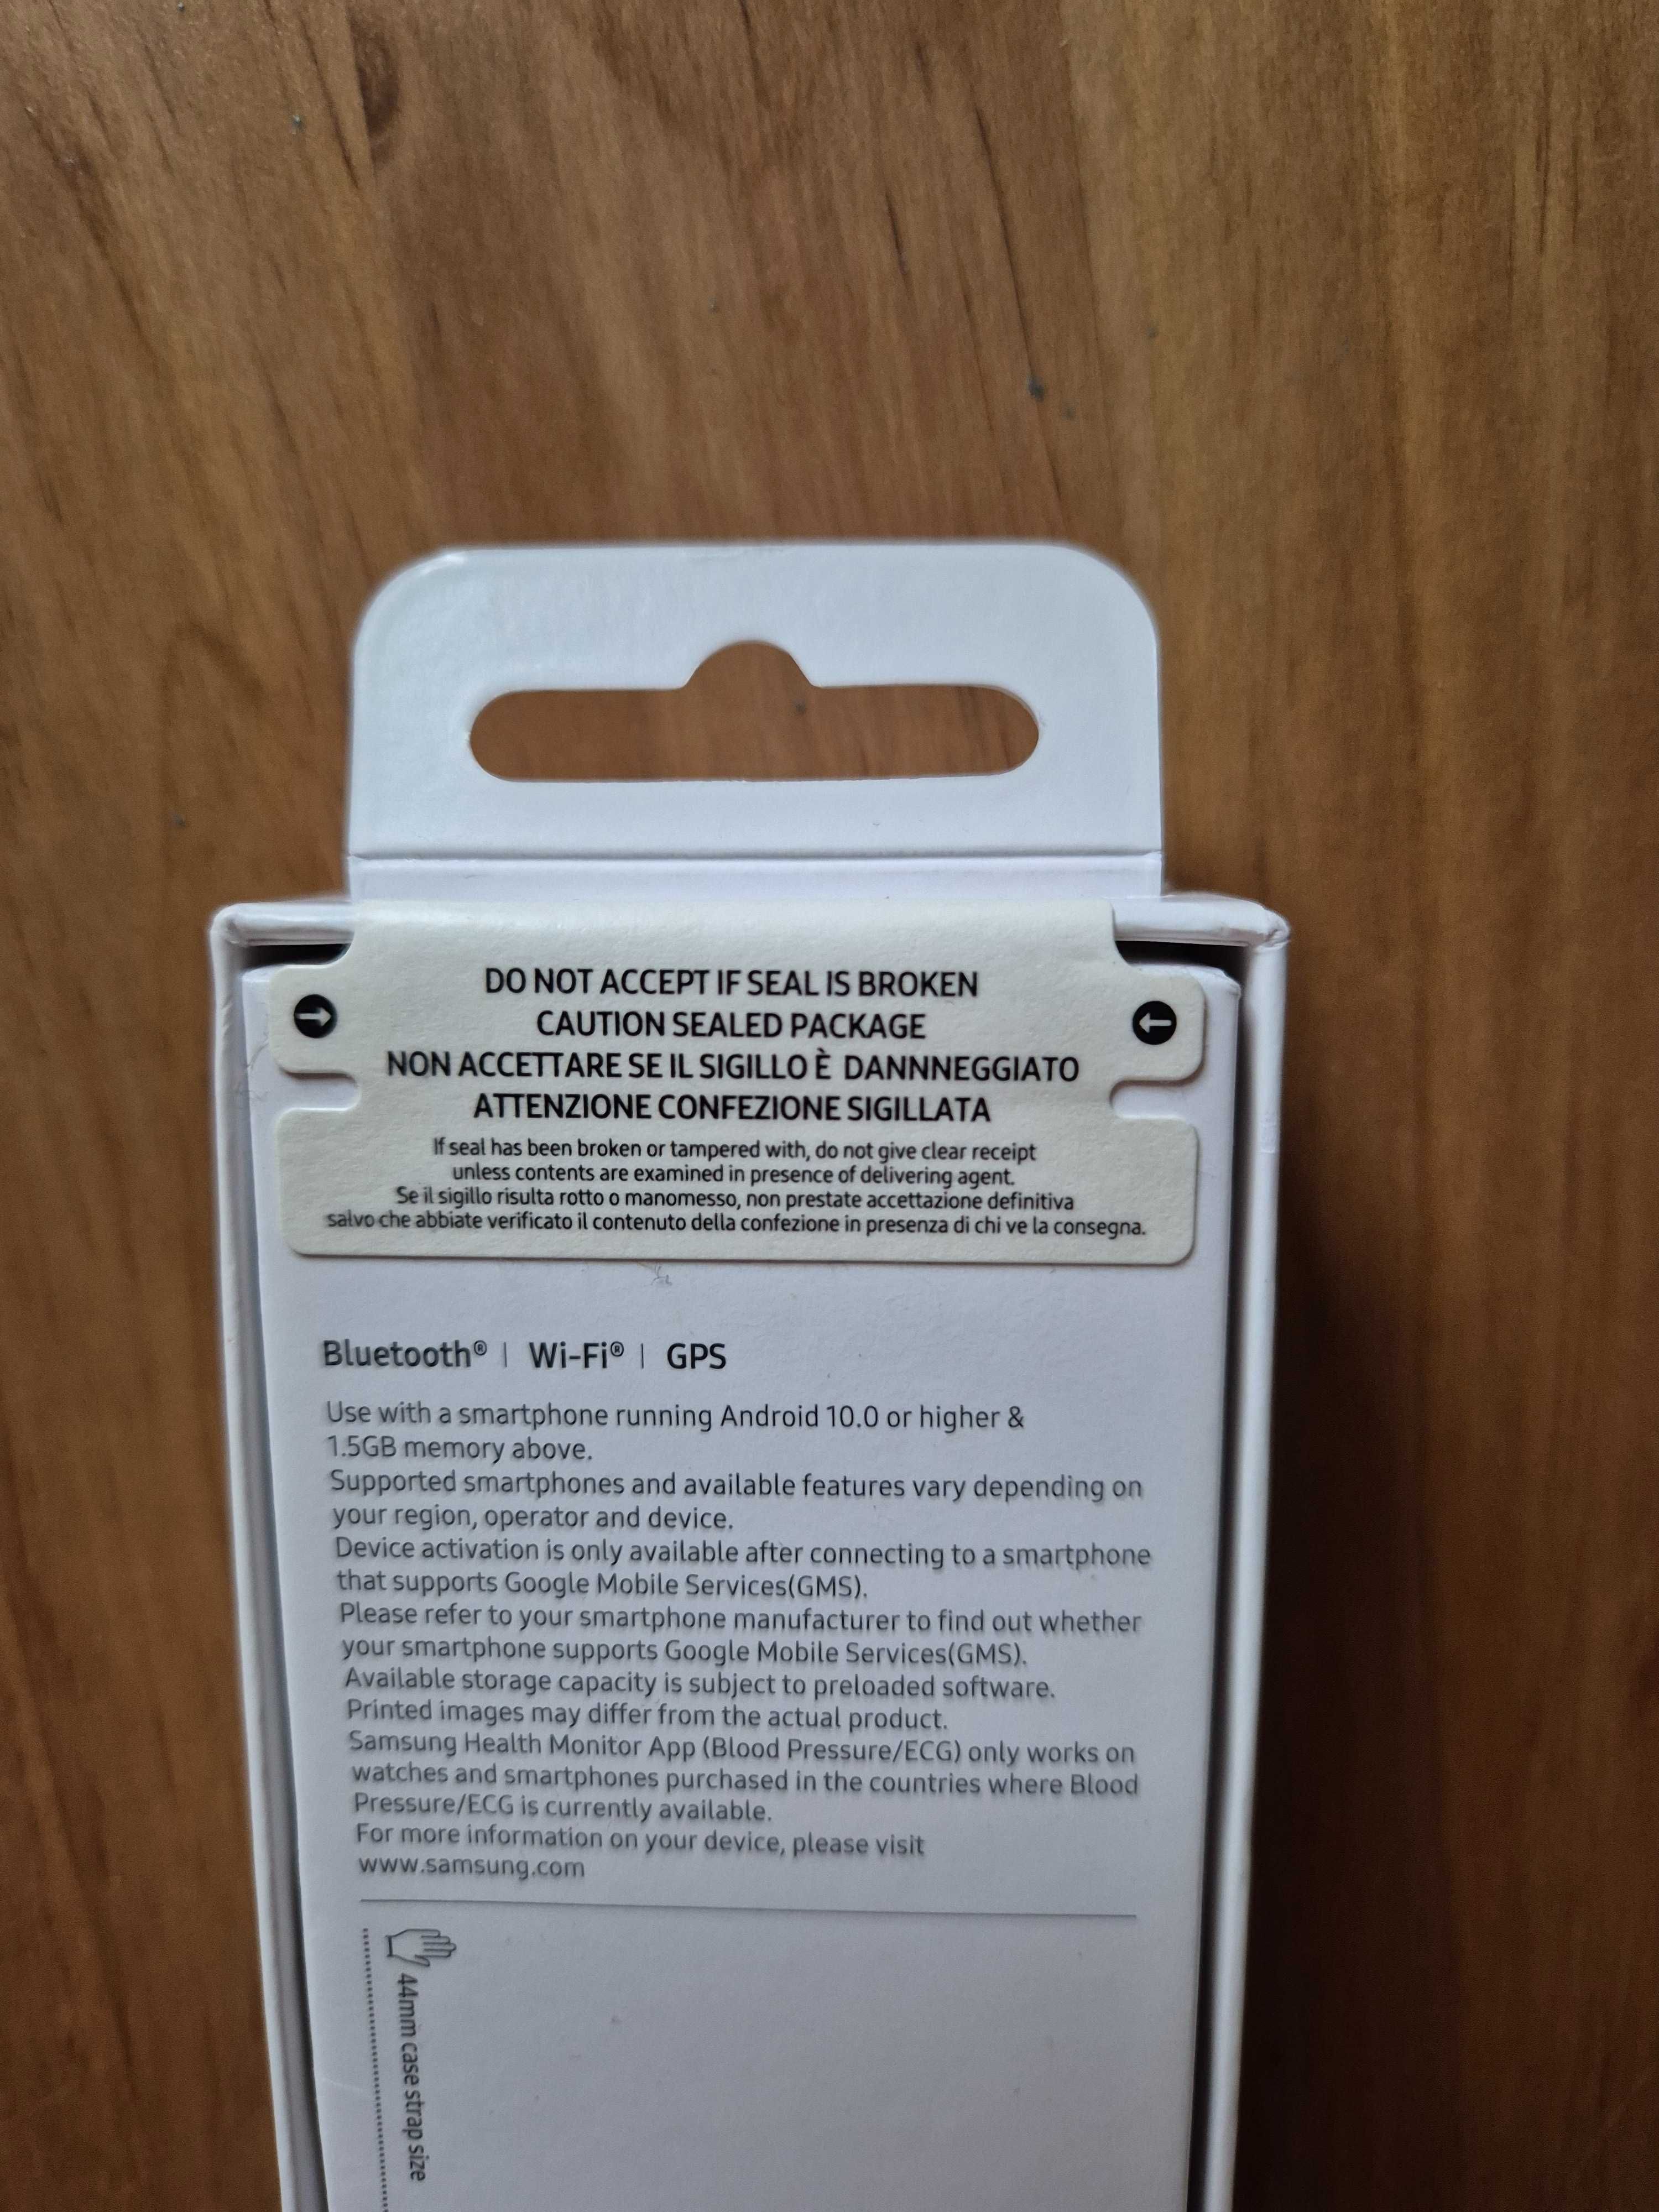 DO NOT ACCEPT IF SEAL IS BROKEN
CAUTION SEALED PACKAGE
NON ACCETTARE SE IL SIGILLO È DANNNEGGIATO
ATTENZIONE CONFEZIONE SIGILLATA
If seal has been broken or tampered with, do not give clear receipt
unless contents are examined in presence of delivering agent.
Se il sigillo risulta rotto o manomesso, non prestate accettazione definitiva
salvo che abbiate verificato il contenuto della confezione in presenza di chi ve la consegna.
Bluetooth® | Wi-Fi® | GPS
Use with a smartphone running Android 10.0 or higher &
1.5GB memory above.
Supported smartphones and available features vary depending on
your region, operator and device.
Device activation is only available after connecting to a smartphone
that supports Google Mobile Services(GMS).
Please refer to your smartphone manufacturer to find out whether
your smartphone supports Google Mobile Services(GMS).
Available storage capacity is subject to preloaded software.
Printed images may differ from the actual product.
Samsung Health Monitor App (Blood Pressure/ECG) only works on
watches and smartphones purchased in the countries where Blood
Pressure/ECG is currently available.
For more information on your device, please visit
www.samsung.com
44mm case strap size